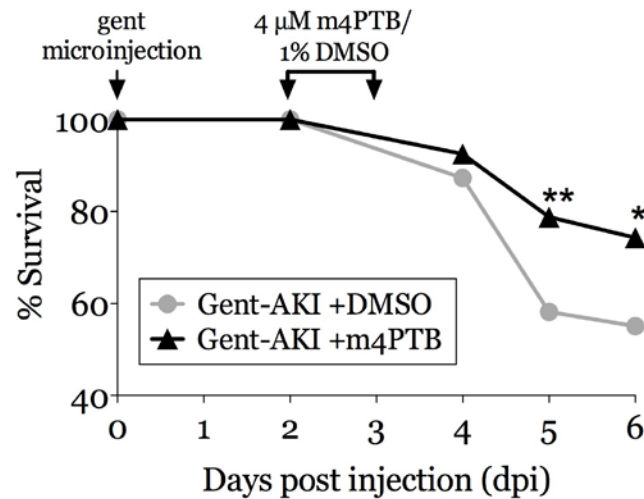 gent
microinjection
4 µM m4PTB/
1% DMSO
100
80
60
40
% Survival
**
*
Gent-AKI +DMSO
Gent-AKI +m4PTB
0 1 2 3 4 5 6
Days post injection (dpi)